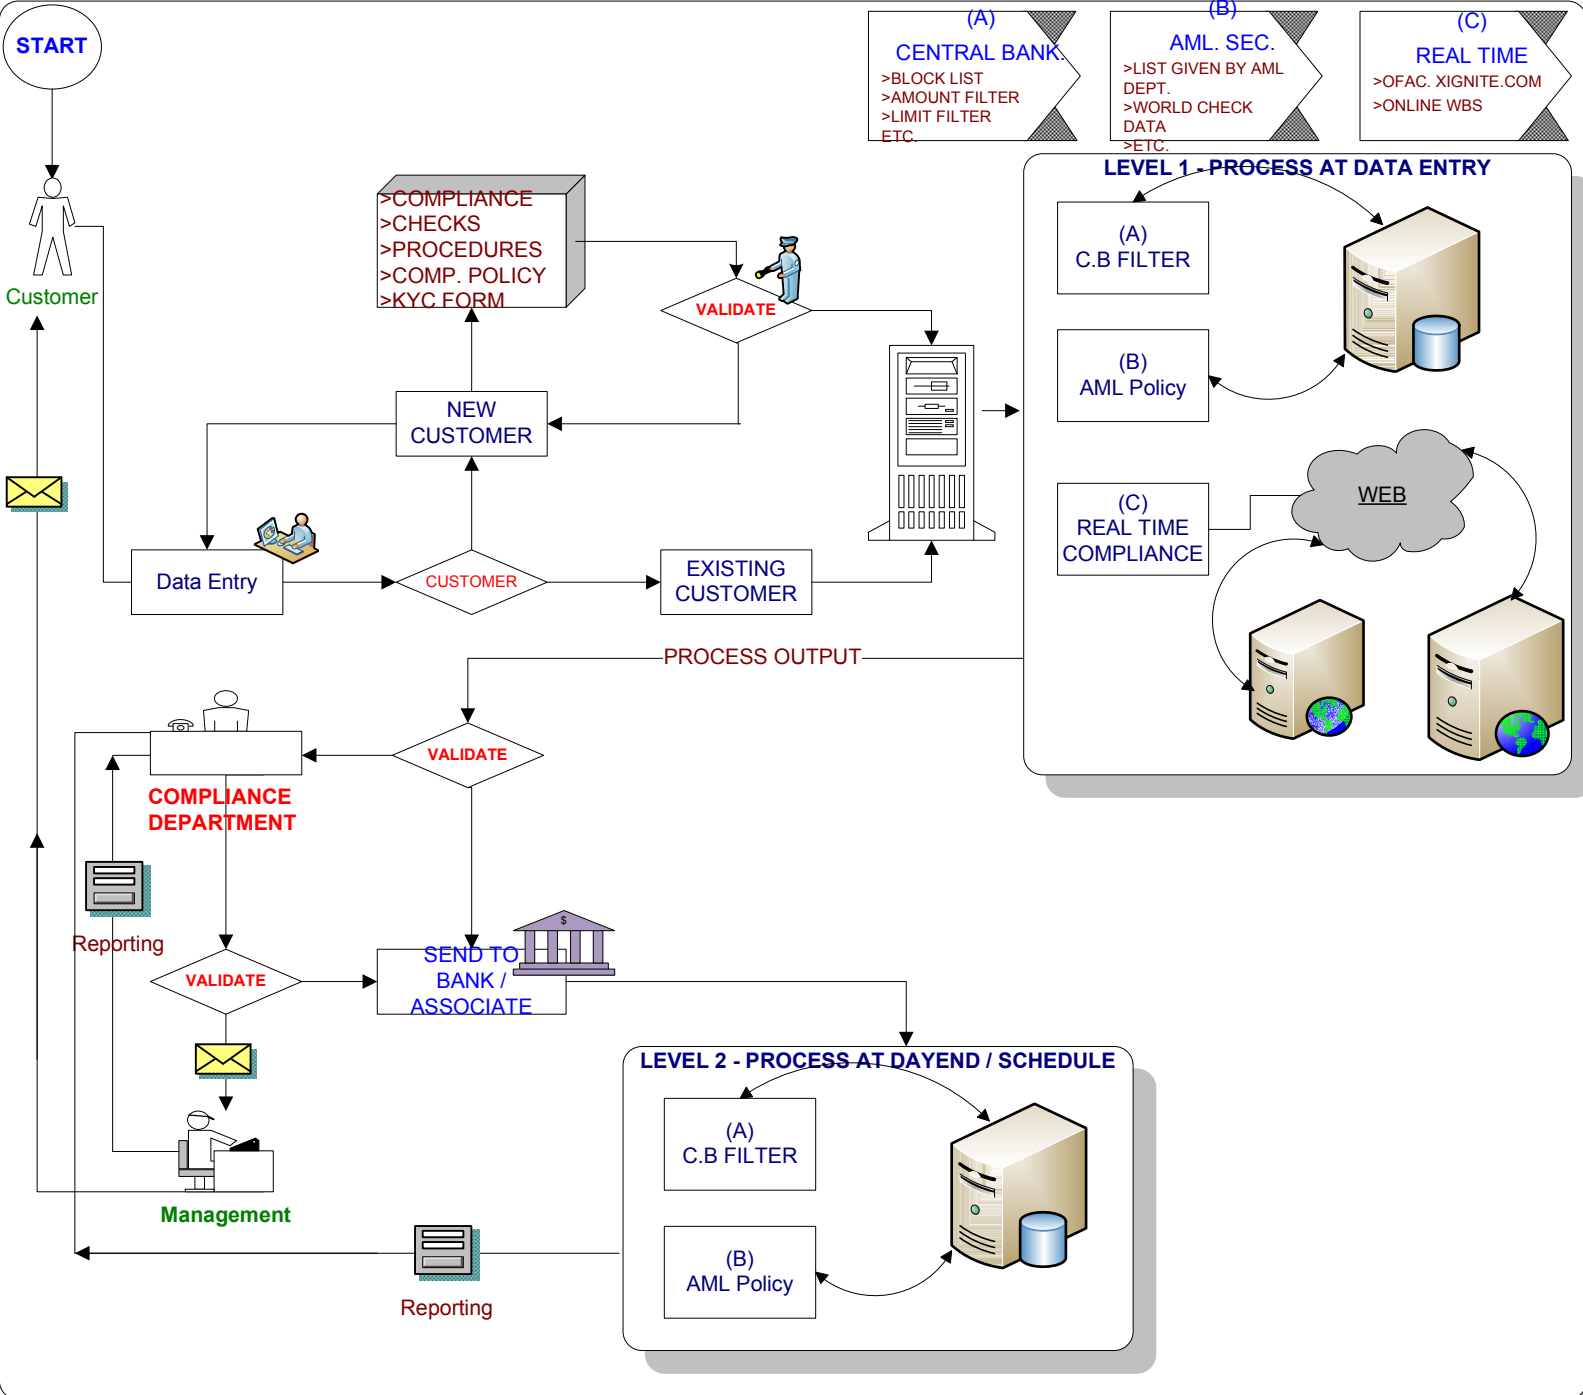 START
(A)
CENTRAL BANK.
>BLOCK LIST
>AMOUNT FILTER
>LIMIT FILTER
ETC.
(B)
AML. SEC.
>LIST GIVEN BY AML
DEPT.
>WORLD CHECK
DATA
>ETC.
(C)
REAL TIME
>OFAC. XIGNITE.COM
>ONLINE WBS
Customer
>COMPLIANCE
>CHECKS
>PROCEDURES
>COMP. POLICY
>KYC FORM
VALIDATE
NEW
CUSTOMER
Data Entry
CUSTOMER
EXISTING
CUSTOMER
LEVEL 1 - PROCESS AT DATA ENTRY
(A)
C.B FILTER
(B)
AML Policy
(C)
REAL TIME
COMPLIANCE
WEB
PROCESS OUTPUT
VALIDATE
COMPLIANCE
DEPARTMENT
Reporting
VALIDATE
SEND TO
BANK /
ASSOCIATE
$
Management
LEVEL 2 - PROCESS AT DAYEND / SCHEDULE
(A)
C.B FILTER
(B)
AML Policy
Reporting